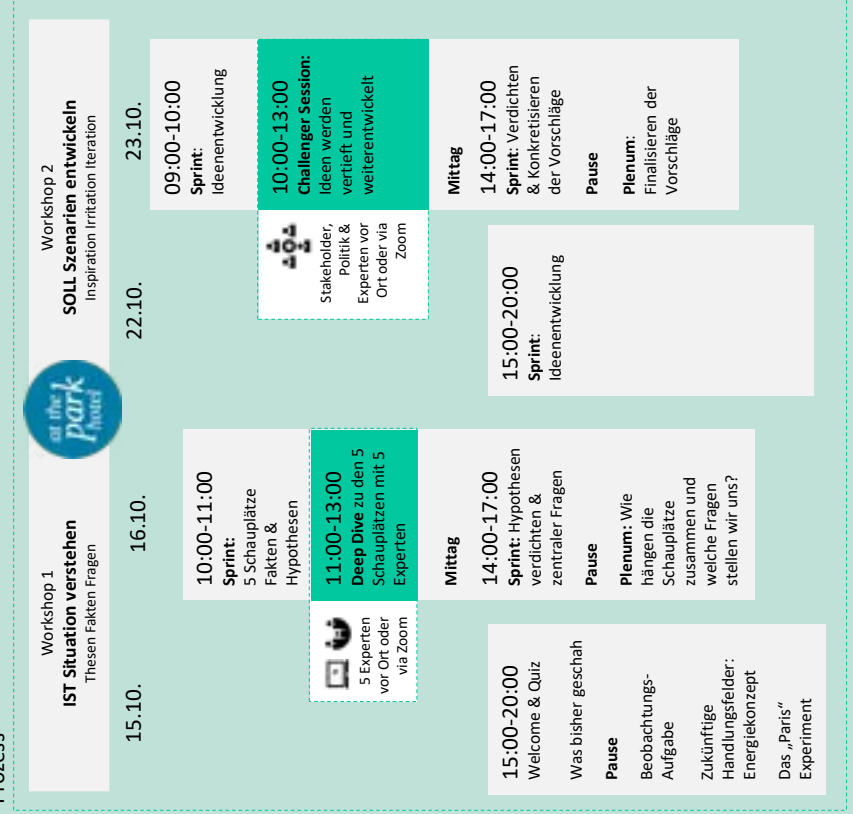 Prozess
Workshop 1
IST Situation verstehen
Thesen Fakten Fragen
at the
park
hotel
Workshop 2
SOLL Szenarien entwickeln
Inspiration Irritation Iteration
15.10.
16.10.
22.10.
23.10.
15:00-20:00
Welcome & Quiz
Was bisher geschah
Pause
Beobachtungs-
Aufgabe
Zukünftige
Handlungsfelder:
Energiekonzept
Das „Paris“
Experiment
10:00-11:00
Sprint:
5 Schauplätze
Fakten &
Hypothesen
5 Experten
vor Ort oder
via Zoom
11:00-13:00
Deep Dive zu den 5
Schauplätzen mit 5
Experten
Mittag
14:00-17:00
Sprint: Hypothesen
verdichten &
zentraler Fragen
Pause
Plenum: Wie
hängen die
Schauplätze
zusammen und
welche Fragen
stellen wir uns?
15:00-20:00
Sprint:
Ideenentwicklung
09:00-10:00
Sprint:
Ideenentwicklung
Stakeholder,
Politik &
Experten vor
Ort oder via
Zoom
10:00-13:00
Challenger Session:
Ideen werden
vertieft und
weiterentwickelt
Mittag
14:00-17:00
Sprint: Verdichten
& Konkretisieren
der Vorschläge
Pause
Plenum:
Finalisieren der
Vorschläge